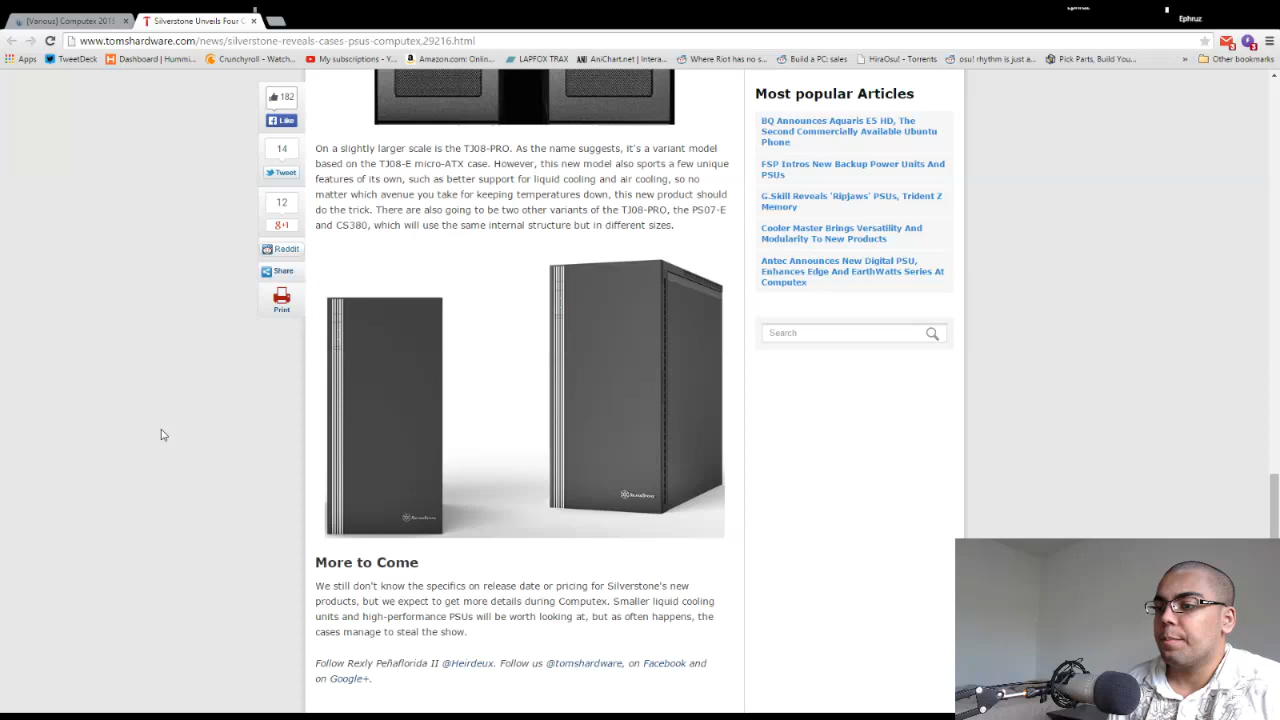 Ephruz
Ephruz
[Various] Computex 2015
Silverstone Unveils Four C
www.tomshardware.com/news/silverstone-reveals-cases-psus-computex,29216.html
Apps
TweetDeck
Dashboard | Hummi...
Crunchyroll - Watch...
My subscriptions - Y...
Amazon.com: Onlin...
LAPFOX TRAX
AniChart.net | Intera...
Where Riot has no s...
Build a PC: sales
HiraOsu! - Torrents
osu! rhythm is just a...
Pick Parts, Build You...
»
Other bookmarks
182
Like
14
Tweet
12
g+1
Reddit
Share
Print
On a slightly larger scale is the TJ08-PRO. As the name suggests, it's a variant model
based on the TJ08-E micro-ATX case. However, this new model also sports a few unique
features of its own, such as better support for liquid cooling and air cooling, so no
matter which avenue you take for keeping temperatures down, this new product should
do the trick. There are also going to be two other variants of the TJ08-PRO, the PS07-E
and CS380, which will use the same internal structure but in different sizes.
SilverStone
SilverStone
More to Come
We still don't know the specifics on release date or pricing for Silverstone's new
products, but we expect to get more details during Computex. Smaller liquid cooling
units and high-performance PSUs will be worth looking at, but as often happens, the
cases manage to steal the show.
Follow Rexly Peñaflorida II @Heirdeux. Follow us @tomshardware, on Facebook and
on Google+.
Most popular Articles
BQ Announces Aquaris E5 HD, The
Second Commercially Available Ubuntu
Phone
FSP Intros New Backup Power Units And
PSUs
G.Skill Reveals 'Ripjaws' PSUs, Trident Z
Memory
Cooler Master Brings Versatility And
Modularity To New Products
Antec Announces New Digital PSU,
Enhances Edge And EarthWatts Series At
Computex
Search